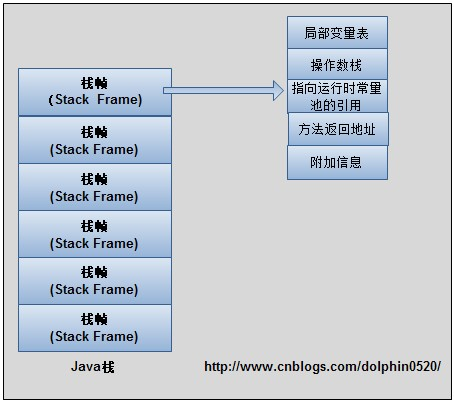 栈帧
(Stack Frame)
栈帧
(Stack Frame)
栈帧
(Stack Frame)
栈帧
(Stack Frame)
栈帧
(Stack Frame)
栈帧
(Stack Frame)
Java栈
局部变量表
操作数栈
指向运行时常量
池的引用
方法返回地址
附加信息
http://www.cnblogs.com/dolphin0520/